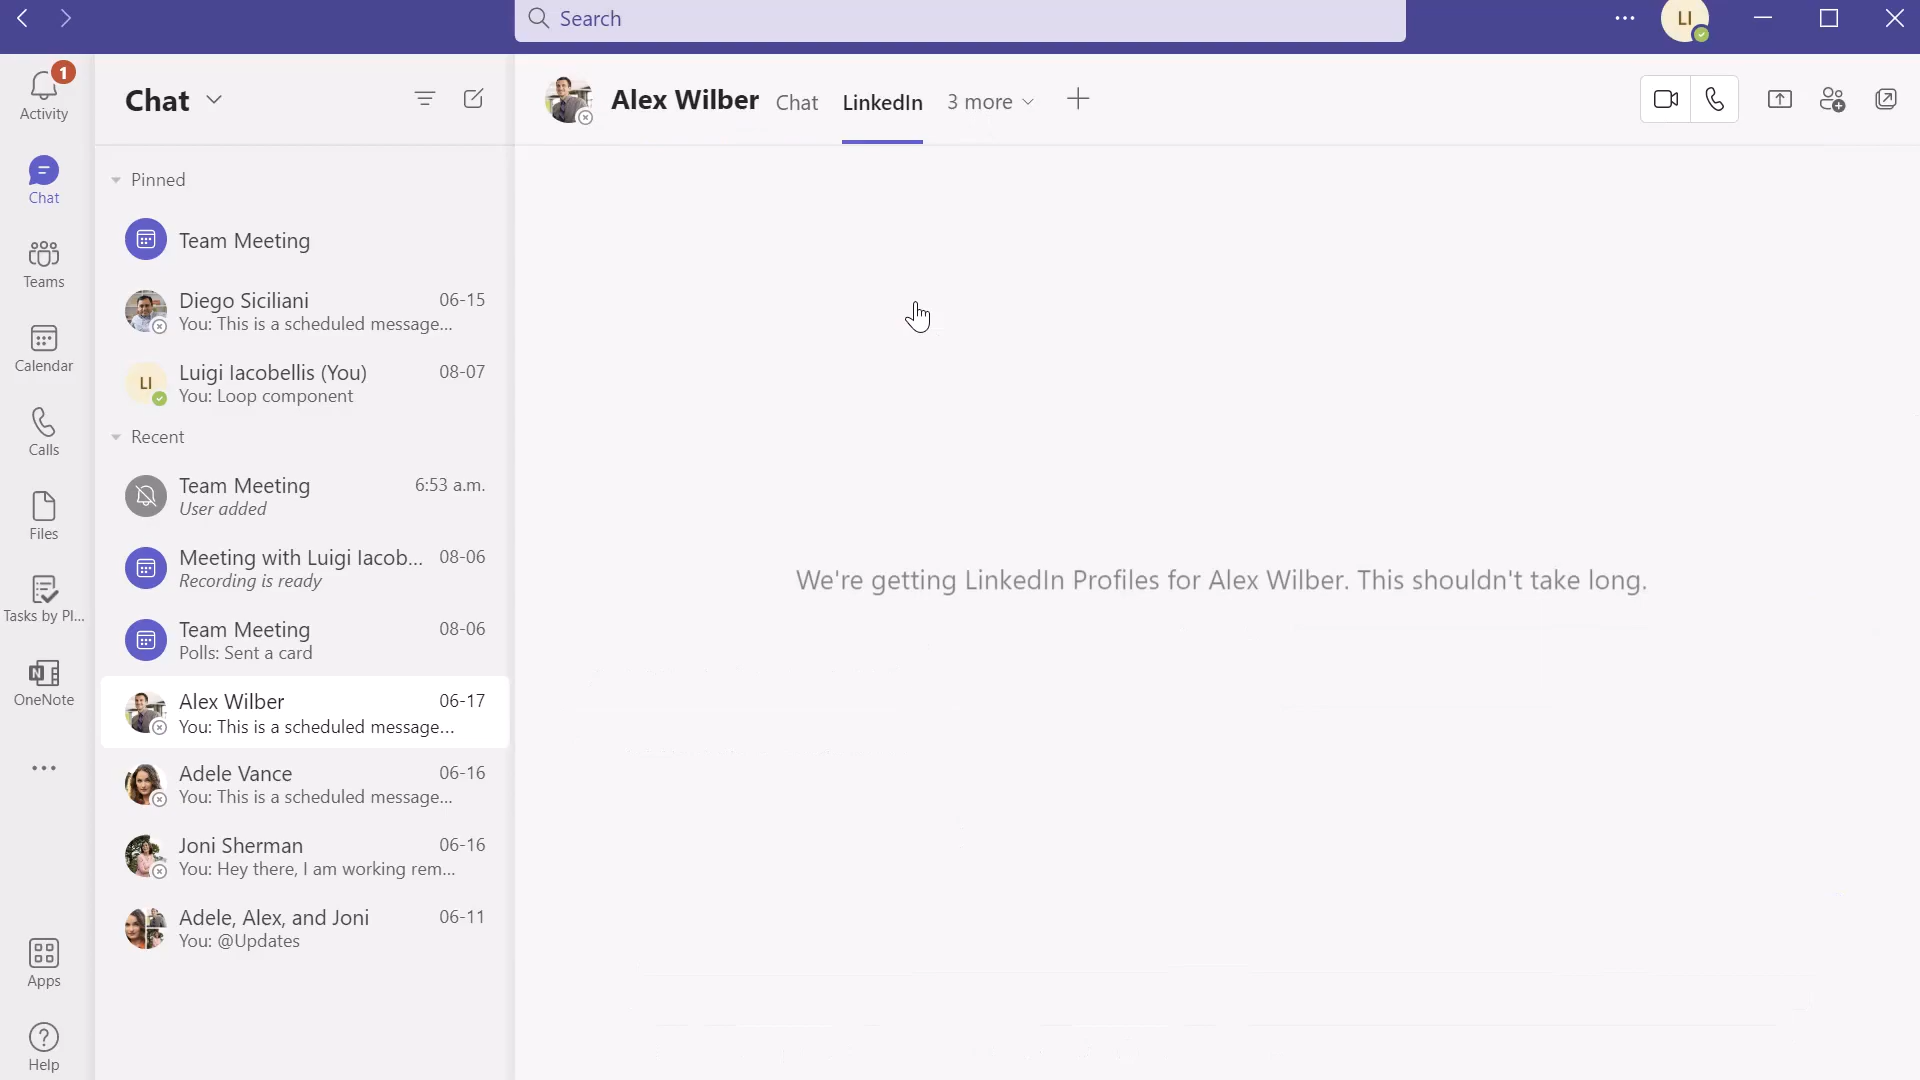 Search
LI
1
Activity
Chat
Teams
Calendar
Calls
Files
Tasks by Pl...
OneNote
Apps
Help
Chat
Pinned
Team Meeting
Diego Siciliani 06-15
You: This is a scheduled message...
LI
Luigi Iacobellis (You) 08-07
You: Loop component
Recent
Team Meeting 6:53 a.m.
User added
Meeting with Luigi Iacob... 08-06
Recording is ready
Team Meeting 08-06
Polls: Sent a card
Alex Wilber 06-17
You: This is a scheduled message...
Adele Vance 06-16
You: This is a scheduled message...
Joni Sherman 06-16
You: Hey there, I am working rem...
Adele, Alex, and Joni 06-11
You: @Updates
Alex Wilber Chat LinkedIn 3 more
We're getting LinkedIn Profiles for Alex Wilber. This shouldn't take long.